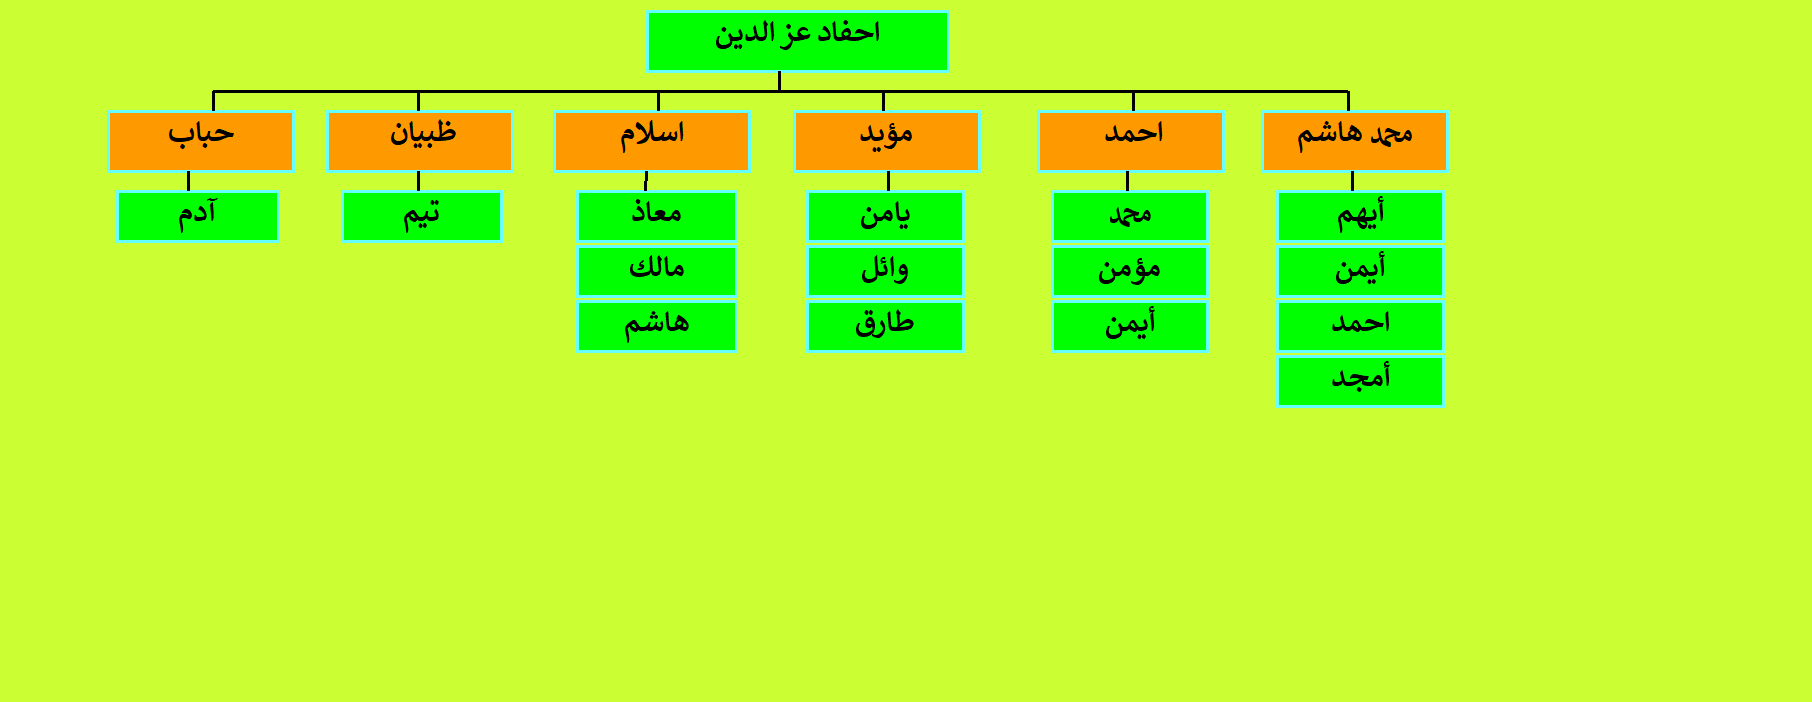 احفاد عز الدين
محمد هاشم
احمد
مؤيد
اسلام
ظبيان
حباب
أيهم
محمد
يامن
معاذ
تيم
آدم
أيمن
مؤمن
وائل
مالك
احمد
أيمن
طارق
هاشم
أمجد